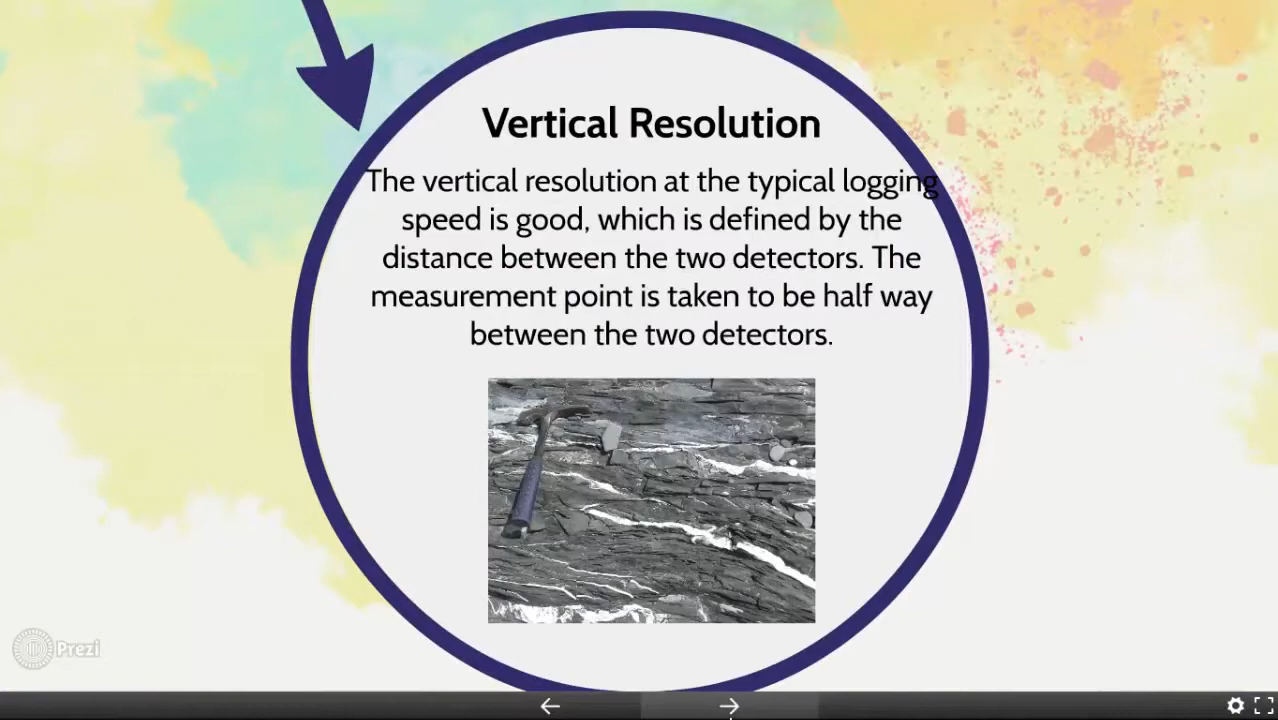 Vertical Resolution
The vertical resolution at the typical logging
speed is good, which is defined by the
distance between the two detectors. The
measurement point is taken to be half way
between the two detectors.
Prezi